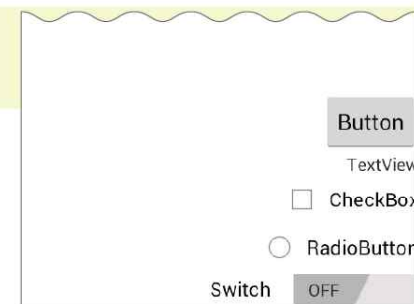 Button
TextView
CheckBox
RadioButton
Switch OFF